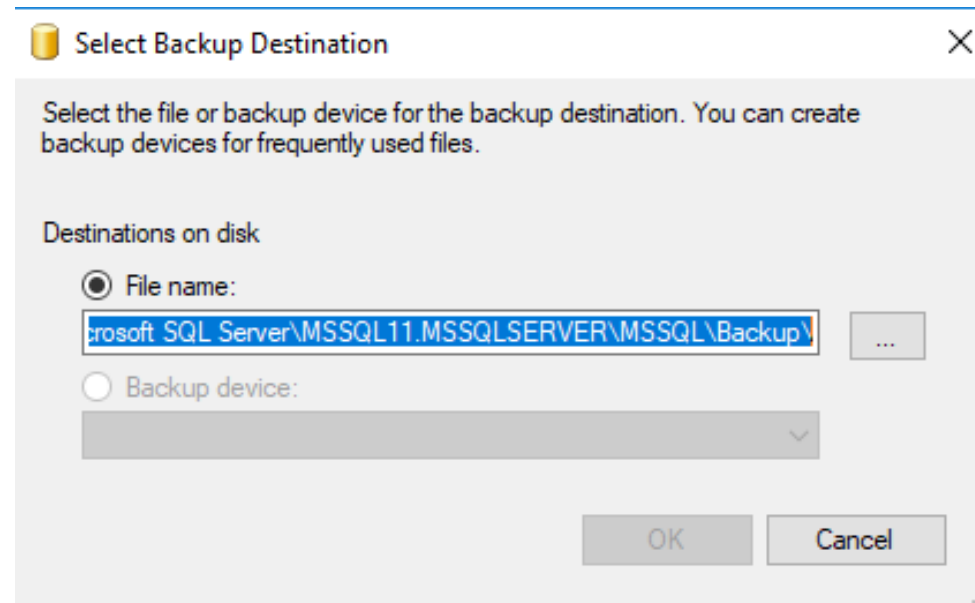 Select Backup Destination
Select the file or backup device for the backup destination. You can create
backup devices for frequently used files.
Destinations on disk
File name:
crosoft SQL Server\MSSQL11.MSSQLSERVER\MSSQL\Backup\
...
Backup device:
OK
Cancel